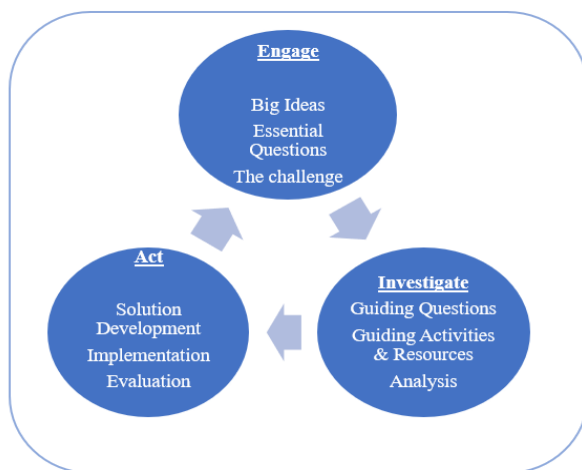 Engage
Big Ideas
Essential
Questions
The challenge
Investigate
Guiding Questions
Guiding Activities
& Resources
Analysis
Act
Solution
Development
Implementation
Evaluation